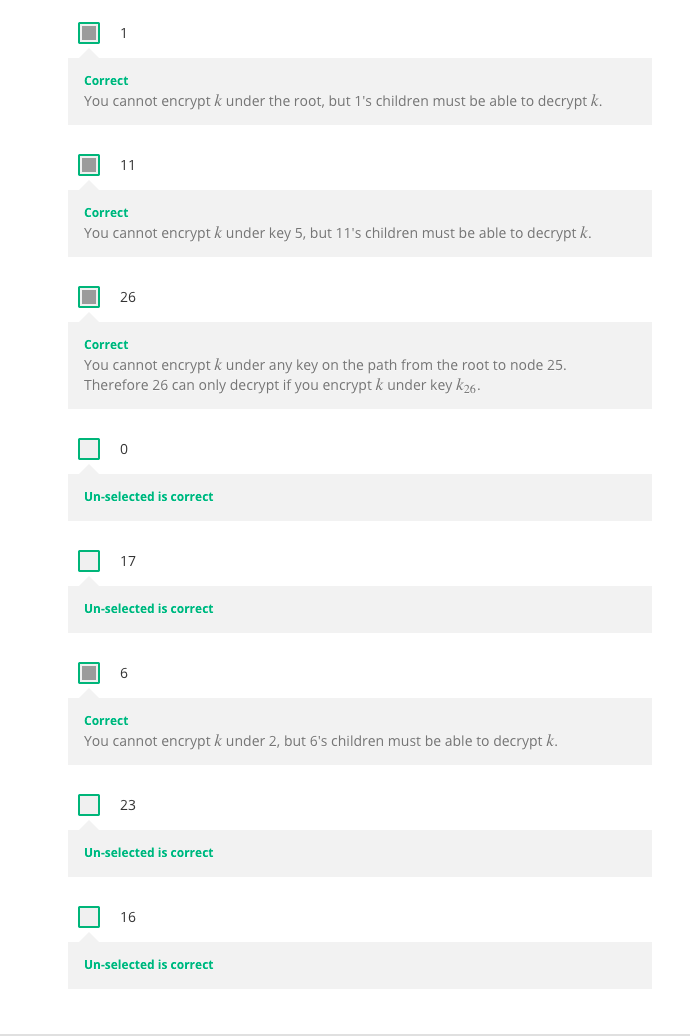 1
Correct
You cannot encrypt k under the root, but 1's children must be able to decrypt k.
11
Correct
You cannot encrypt k under key 5, but 11's children must be able to decrypt k.
26
Correct
You cannot encrypt k under any key on the path from the root to node 25.
Therefore 26 can only decrypt if you encrypt k under key k₂₆.
0
Un-selected is correct
17
Un-selected is correct
6
Correct
You cannot encrypt k under 2, but 6's children must be able to decrypt k.
23
Un-selected is correct
16
Un-selected is correct